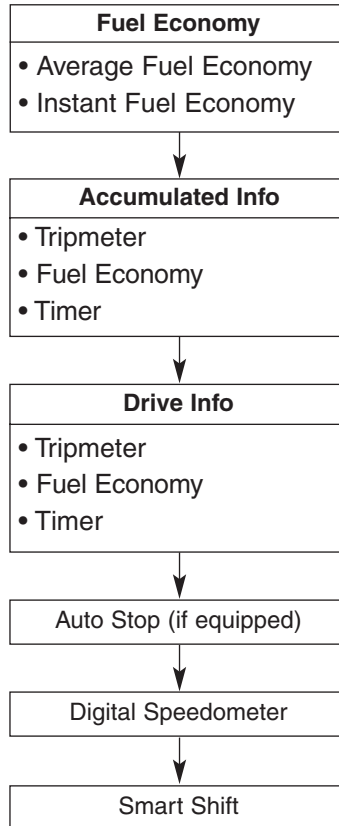 Fuel Economy
• Average Fuel Economy
• Instant Fuel Economy
Accumulated Info
• Tripmeter
• Fuel Economy
• Timer
Drive Info
• Tripmeter
• Fuel Economy
• Timer
Auto Stop (if equipped)
Digital Speedometer
Smart Shift